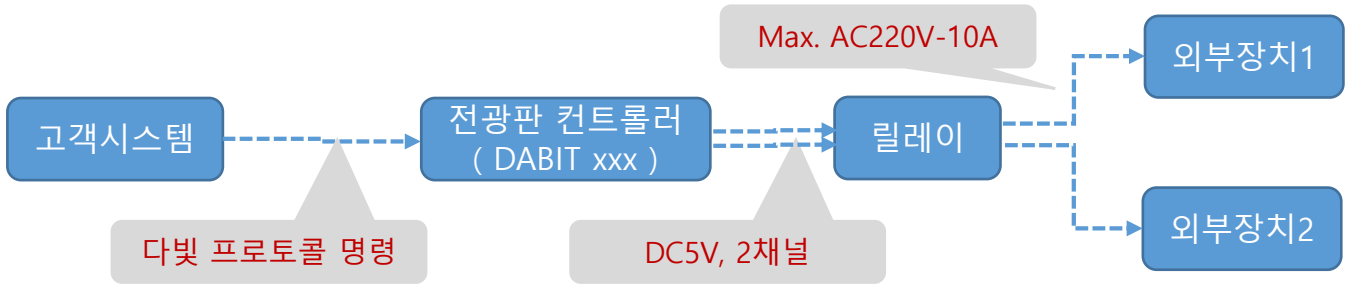 Max. AC220V-10A
외부장치1
고객시스템
전광판 컨트롤러
( DABIT xxx )
릴레이
다빛 프로토콜 명령
DC5V, 2채널
외부장치2